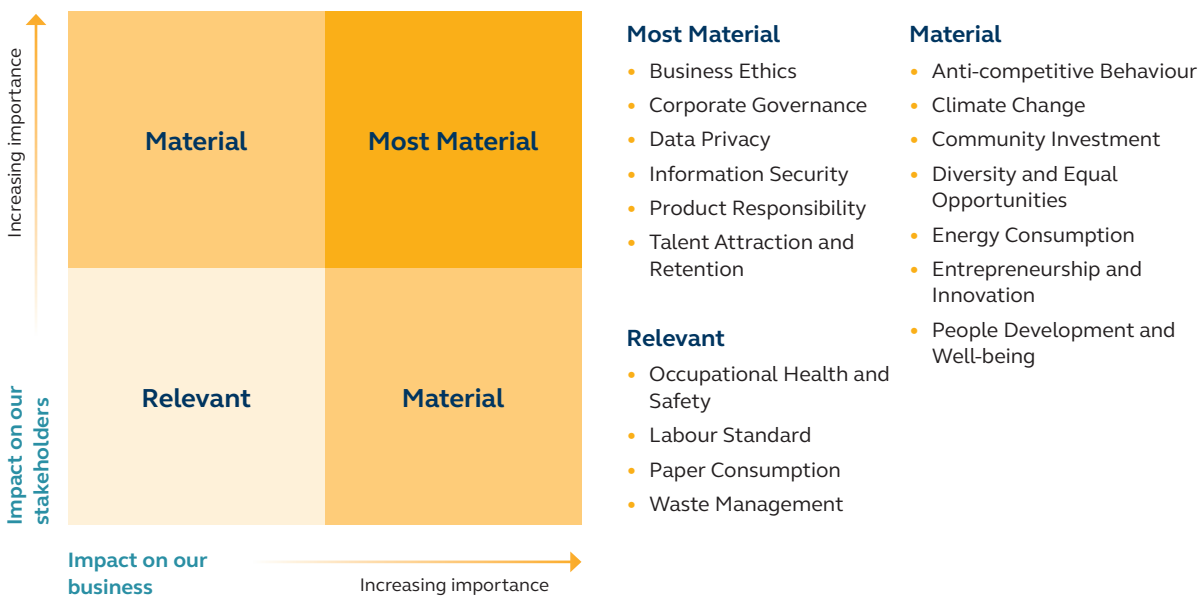 Increasing importance
Impact on our
stakeholders
Material
Most Material
Relevant
Material
Impact on our
business
Increasing importance
Most Material
• Business Ethics
• Corporate Governance
• Data Privacy
• Information Security
• Product Responsibility
• Talent Attraction and
Retention
Relevant
• Occupational Health and
Safety
• Labour Standard
• Paper Consumption
• Waste Management
Material
• Anti-competitive Behaviour
• Climate Change
• Community Investment
• Diversity and Equal
Opportunities
• Energy Consumption
• Entrepreneurship and
Innovation
• People Development and
Well-being